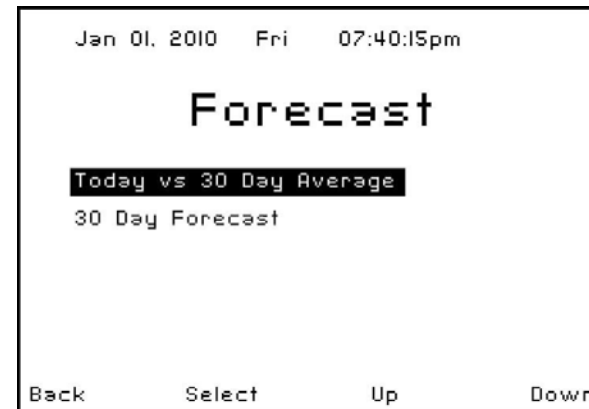 Jan 01, 2010 Fri 07:40:15pm
Forecast
Today vs 30 Day Average
30 Day Forecast
Back Select Up Down